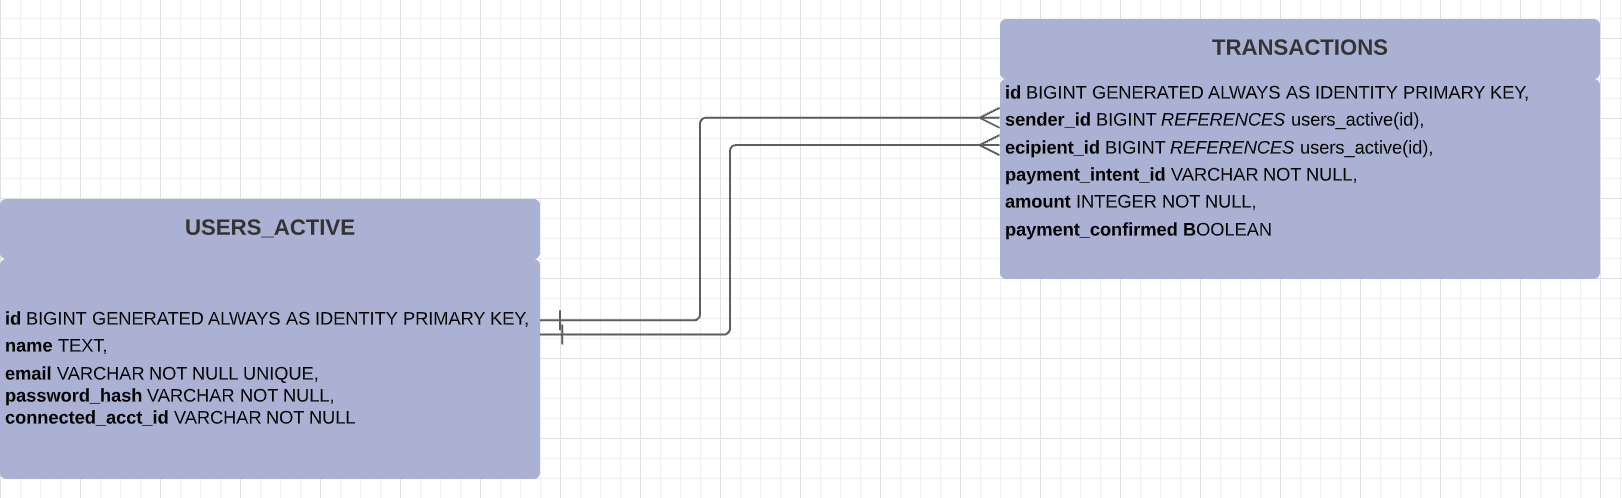 TRANSACTIONS
id BIGINT GENERATED ALWAYS AS IDENTITY PRIMARY KEY,
sender_id BIGINT REFERENCES users_active(id),
ecipient_id BIGINT REFERENCES users_active(id),
payment_intent_id VARCHAR NOT NULL,
amount INTEGER NOT NULL,
payment_confirmed BOOLEAN
USERS_ACTIVE
id BIGINT GENERATED ALWAYS AS IDENTITY PRIMARY KEY,
name TEXT,
email VARCHAR NOT NULL UNIQUE,
password_hash VARCHAR NOT NULL,
connected_acct_id VARCHAR NOT NULL